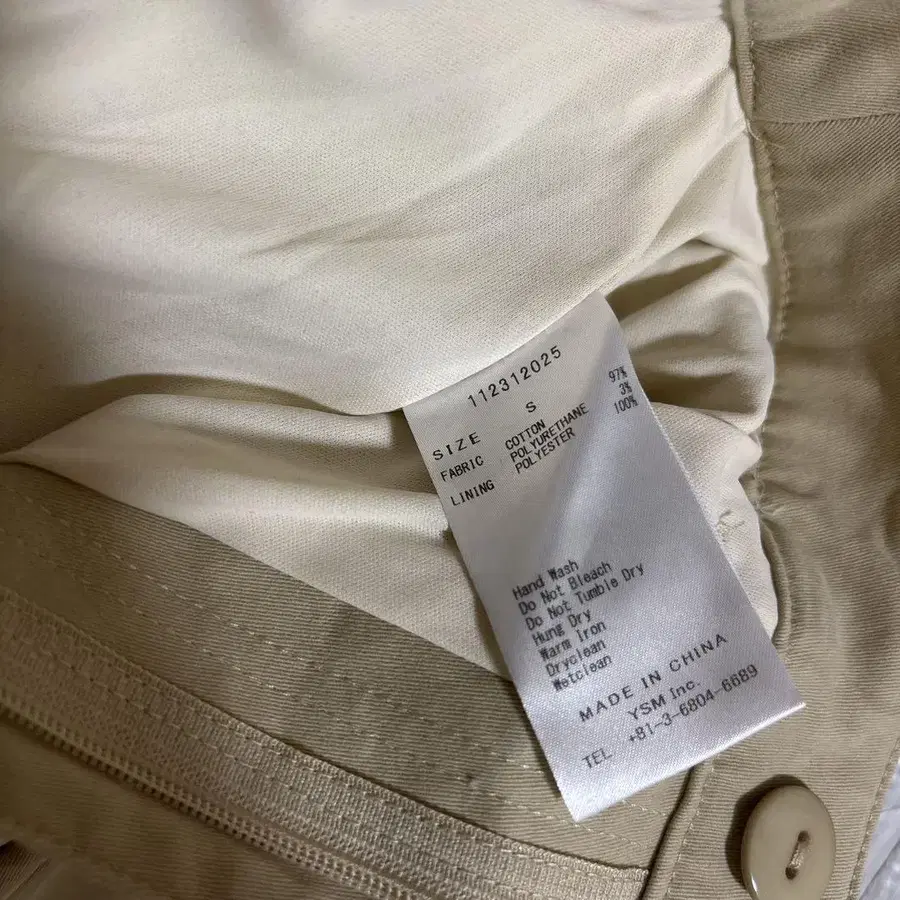 112312025
SIZE S
FABRIC COTTON 97%
POLYURETHANE 3%
LINING POLYESTER 100%
Hand Wash
Do Not Bleach
Do Not Tumble Dry
Hung Dry
Warm Iron
Dryclean
Wetclean
MADE IN CHINA
YSM Inc.
TEL +81-3-6804-6689